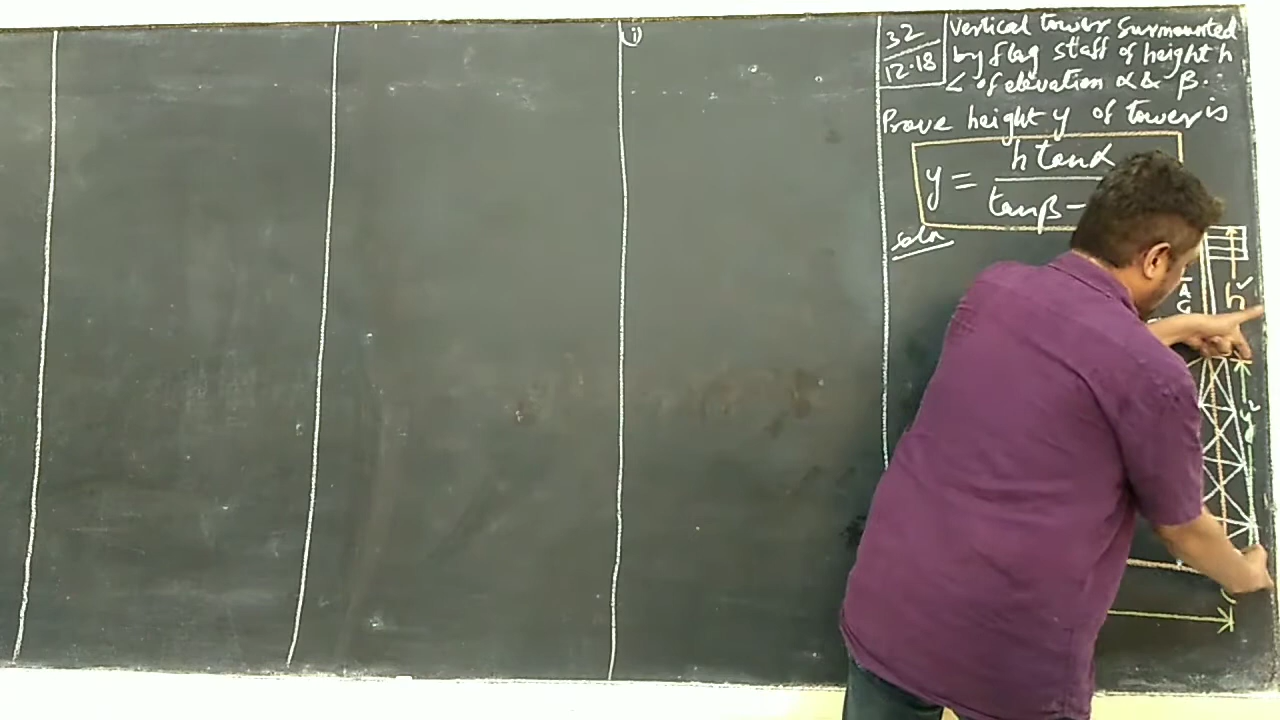 i)
32
12.18
Vertical tower surmounted
by flag staff of height h
∠ of elevation α & β.
Prove height y of tower is
y = h tanα
tanβ −
Soln
A
G
h
y